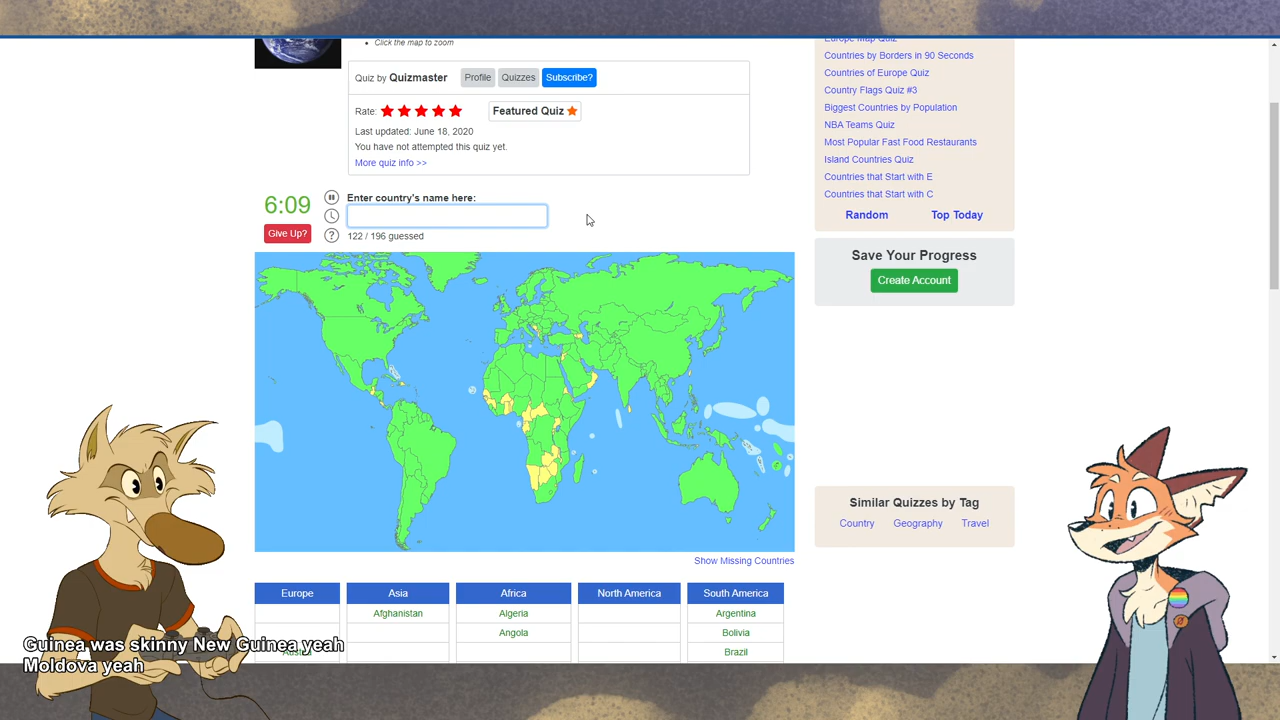 Click the map to zoom
Quiz by Quizmaster
Profile
Quizzes
Subscribe?
Rate:
Featured Quiz
Last updated: June 18, 2020
You have not attempted this quiz yet.
More quiz info >>
6:09
Give Up?
Enter country's name here:
?
122 / 196 guessed
Show Missing Countries
Europe
Asia
Africa
North America
South America
Afghanistan
Algeria
Argentina
Angola
Bolivia
Brazil
Europe Map Quiz
Countries by Borders in 90 Seconds
Countries of Europe Quiz
Country Flags Quiz #3
Biggest Countries by Population
NBA Teams Quiz
Most Popular Fast Food Restaurants
Island Countries Quiz
Countries that Start with E
Countries that Start with C
Random
Top Today
Save Your Progress
Create Account
Similar Quizzes by Tag
Country
Geography
Travel
Guinea was skinny New Guinea yeah
Moldova yeah